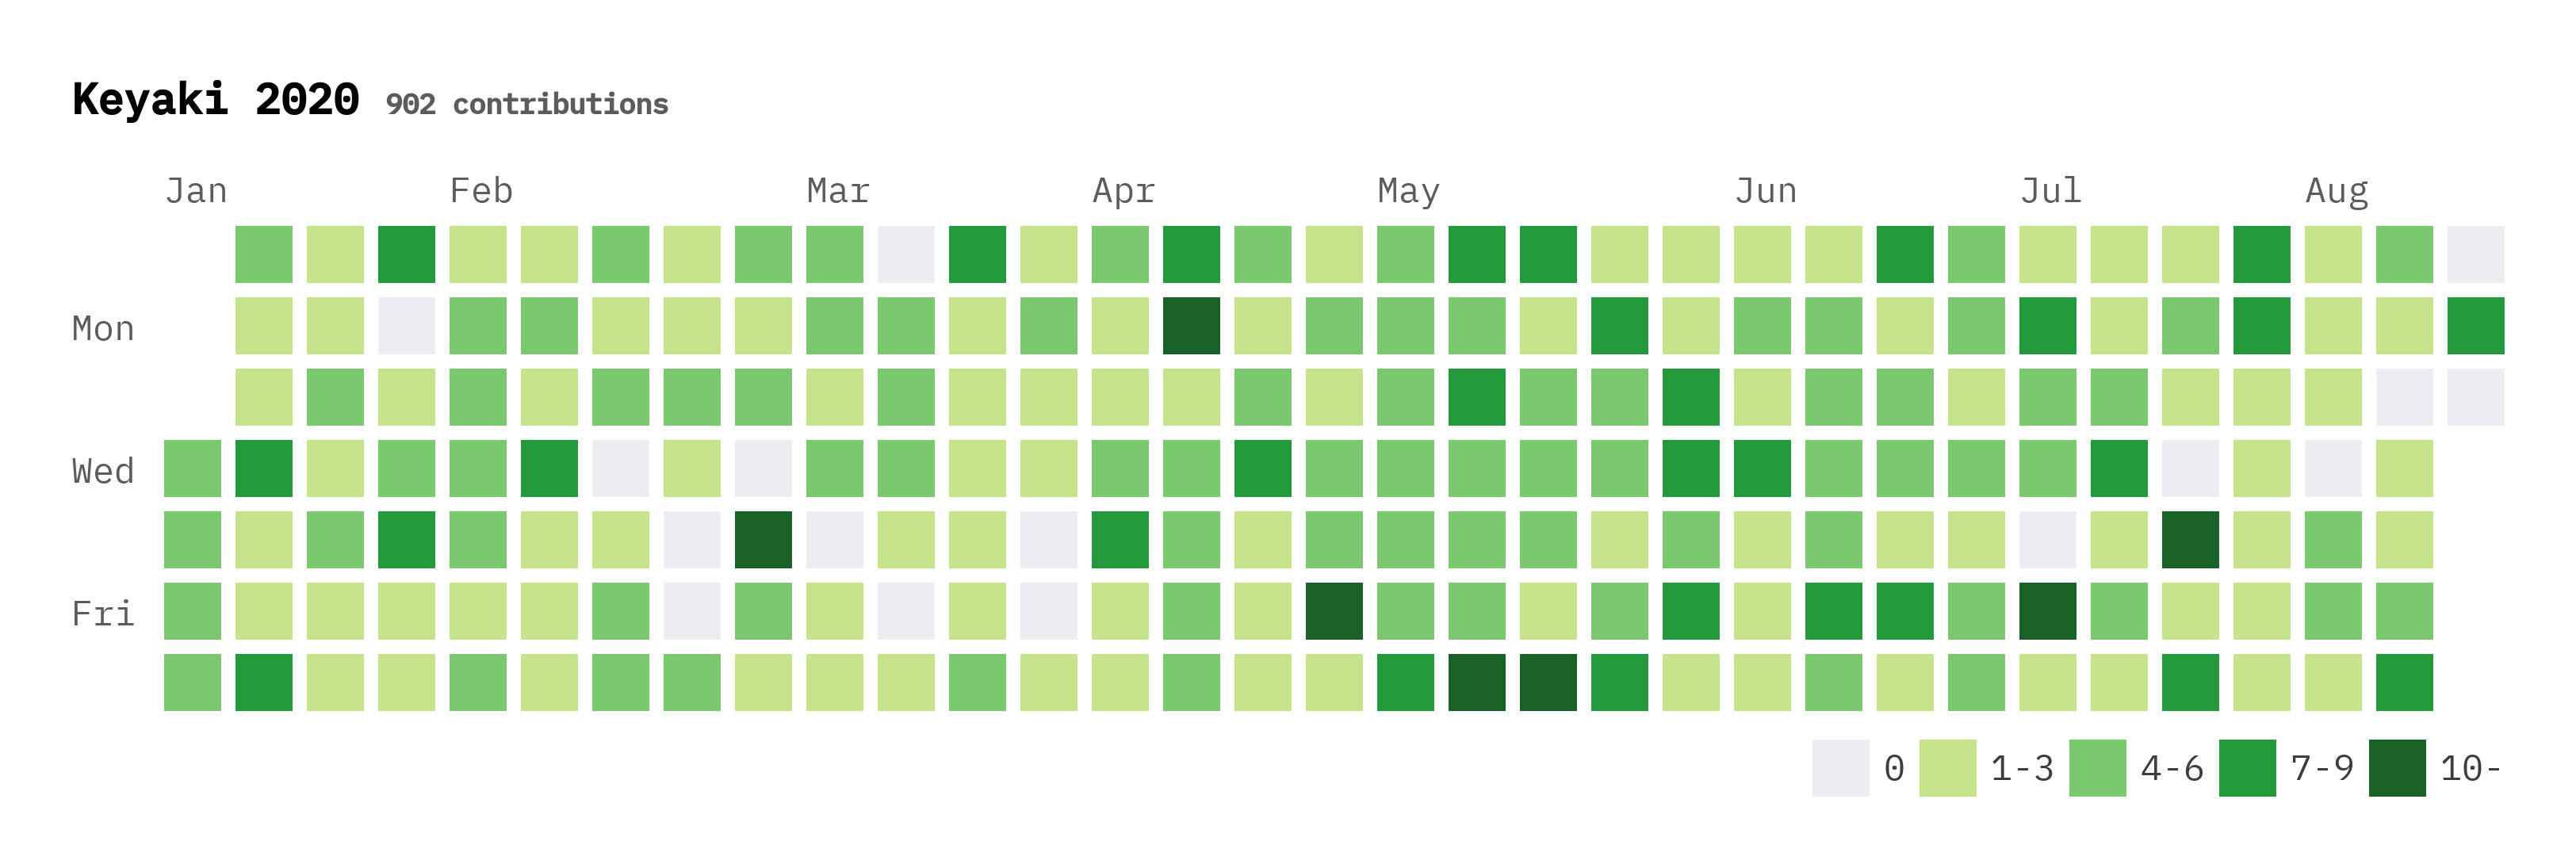 Keyaki 2020 902 contributions
Jan Feb Mar Apr May Jun Jul Aug
Mon
Wed
Fri
0 1-3 4-6 7-9 10-